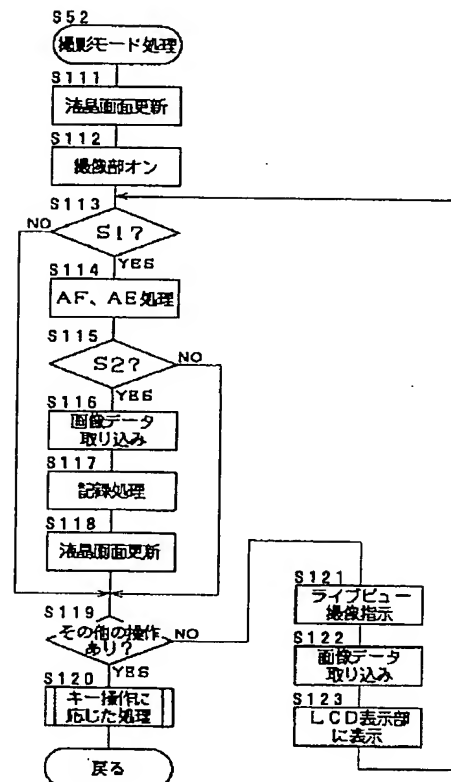 S52
撮影モード処理
S111
液晶画面更新
S112
撮像部オン
S113
NO
S1?
YES
S114
AF、AE処理
S115
S2?
NO
YES
S116
画像データ
取り込み
S117
記録処理
S118
液晶画面更新
S119
その他の操作
あり?
NO
YES
S120
キー操作に
応じた処理
戻る
S121
ライブビュー
撮像指示
S122
画像データ
取り込み
S123
LCD表示部
に表示